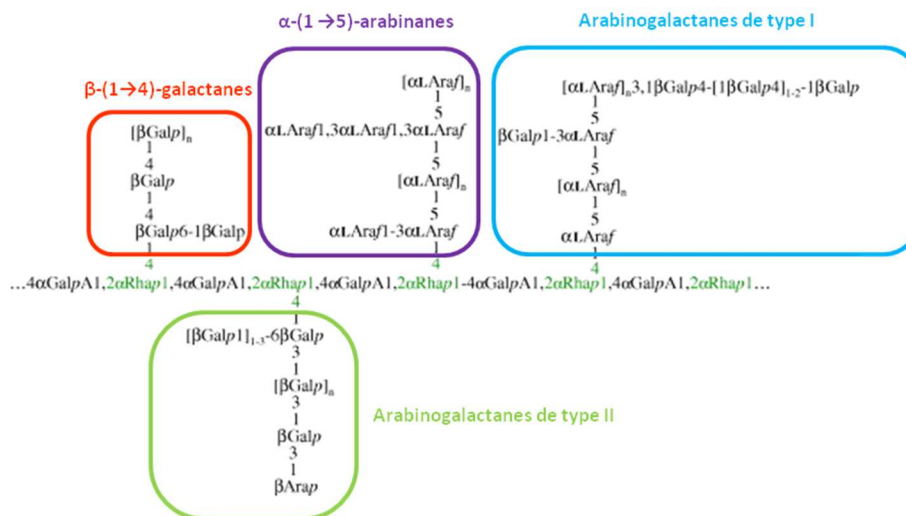 α-(1 →5)-arabinanes
Arabinogalactanes de type I
β-(1→4)-galactanes
[βGalp]n
1
4
βGalp
1
4
βGalp6-1βGalp
1
4
[αLAraf]n
1
5
αLAraf1,3αLAraf1,3αLAraf
1
5
[αLAraf]n
1
5
αLAraf1-3αLAraf
1
4
[αLAraf]n3,1βGalp4-[1βGalp4]1-2-1βGalp
1
5
βGalp1-3αLAraf
1
5
[αLAraf]n
1
5
αLAraf
1
4
...4αGalpA1,2αRhap1,4αGalpA1,2αRhap1,4αGalpA1,2αRhap1-4αGalpA1,2αRhap1,4αGalpA1,2αRhap1...
4
1
[βGalp1]1-3-6βGalp
3
1
[βGalp]n
3
1
βGalp
3
1
βArap
Arabinogalactanes de type II